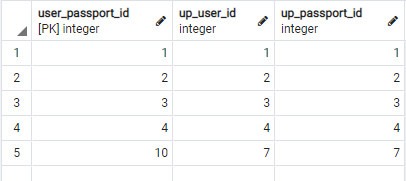 user_passport_id up_user_id up_passport_id
[PK] integer integer integer
1 1 1 1
2 2 2 2
3 3 3 3
4 4 4 4
5 10 7 7